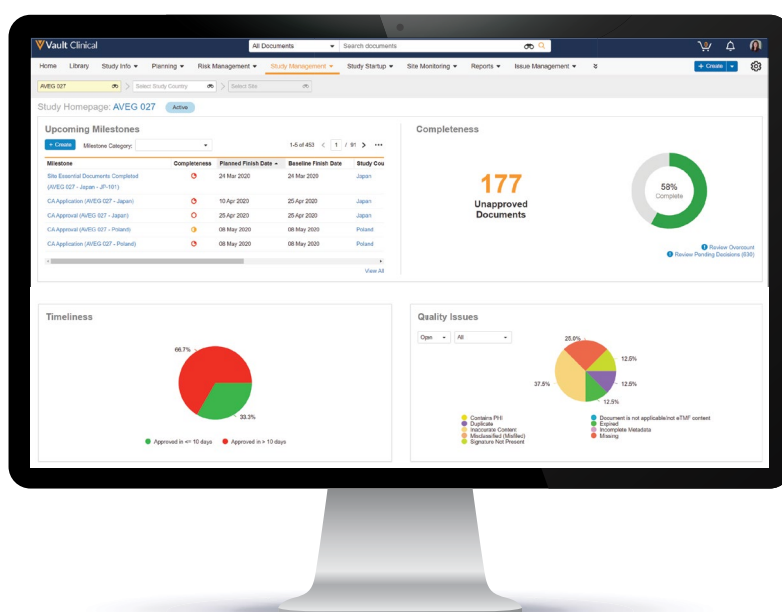 Vault Clinical
All Documents
Search documents
Home Library Study Info Planning Risk Management Study Management Study Startup Site Monitoring Reports Issue Management
+ Create
AVEG 027
Select Study Country
Select Site
Study Homepage: AVEG 027 Active
Upcoming Milestones
+ Create Milestone Category: 1-5 of 453 1 / 91
Milestone Completeness Planned Finish Date Baseline Finish Date Study Cou
Site Essential Documents Completed 24 Mar 2020 24 Mar 2020 Japan
(AVEG 027 - Japan - JF-101)
CA Application (AVEG 027 - Japan) 10 Apr 2020 25 Apr 2020 Japan
CA Approval (AVEG 027 - Japan) 25 Apr 2020 25 Apr 2020 Japan
CA Approval (AVEG 027 - Poland) 08 May 2020 08 May 2020 Poland
CA Application (AVEG 027 - Poland) 08 May 2020 08 May 2020 Poland
View All
Completeness
177
Unapproved
Documents
58%
Complete
Review Overcount
Review Pending Decisions (630)
Timeliness
66.7%
33.3%
Approved in <= 10 days Approved in > 10 days
Quality Issues
Open All
25.0%
12.5%
37.5%
12.5%
12.5%
Contains PHI
Duplicate
Inaccurate Content
Misclassified (Misfiled)
Signature Not Present
Document is not applicable/not eTMF content
Expired
Incomplete Metadata
Missing